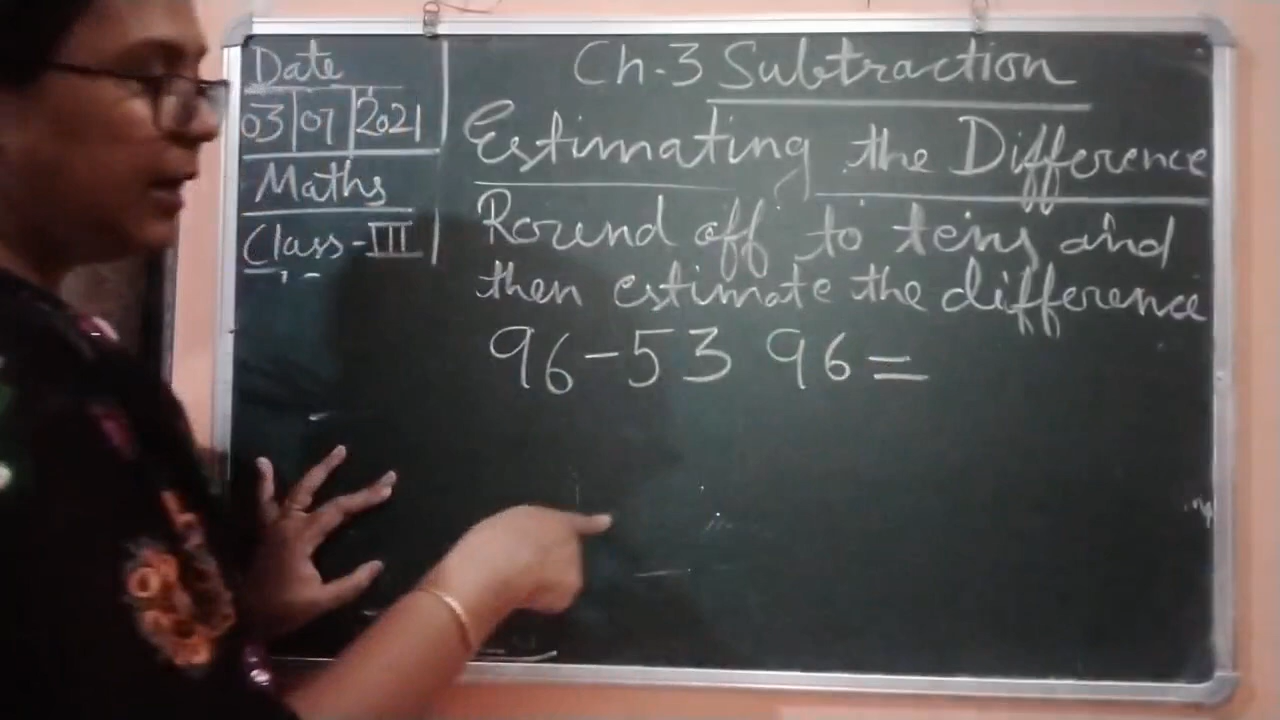 Date
03|07|2021
Maths
Class-III
Ch.3 Subtraction
Estimating the Difference
Round off to tens and
then estimate the difference
96-53 96=